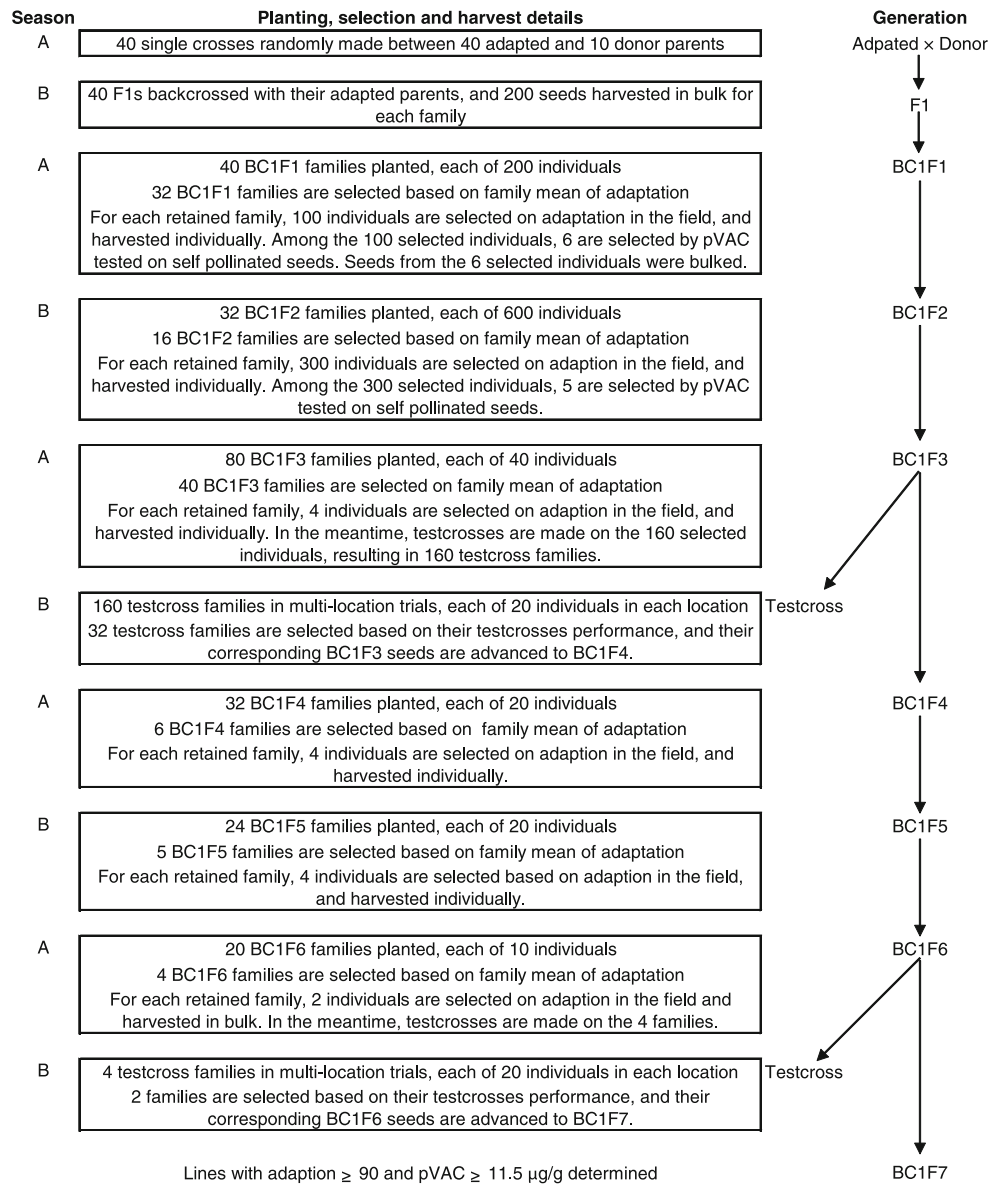 Season Planting, selection and harvest details Generation
A 40 single crosses randomly made between 40 adapted and 10 donor parents Adpated × Donor
B 40 F1s backcrossed with their adapted parents, and 200 seeds harvested in bulk for
each family
F1
A 40 BC1F1 families planted, each of 200 individuals BC1F1
32 BC1F1 families are selected based on family mean of adaptation
For each retained family, 100 individuals are selected on adaptation in the field, and
harvested individually. Among the 100 selected individuals, 6 are selected by pVAC
tested on self pollinated seeds. Seeds from the 6 selected individuals were bulked.
B 32 BC1F2 families planted, each of 600 individuals BC1F2
16 BC1F2 families are selected based on family mean of adaptation
For each retained family, 300 individuals are selected on adaption in the field, and
harvested individually. Among the 300 selected individuals, 5 are selected by pVAC
tested on self pollinated seeds.
A 80 BC1F3 families planted, each of 40 individuals BC1F3
40 BC1F3 families are selected on family mean of adaptation
For each retained family, 4 individuals are selected on adaption in the field, and
harvested individually. In the meantime, testcrosses are made on the 160 selected
individuals, resulting in 160 testcross families.
B 160 testcross families in multi-location trials, each of 20 individuals in each location Testcross
32 testcross families are selected based on their testcrosses performance, and their
corresponding BC1F3 seeds are advanced to BC1F4.
A 32 BC1F4 families planted, each of 20 individuals BC1F4
6 BC1F4 families are selected based on family mean of adaptation
For each retained family, 4 individuals are selected on adaption in the field, and
harvested individually.
B 24 BC1F5 families planted, each of 20 individuals BC1F5
5 BC1F5 families are selected based on family mean of adaptation
For each retained family, 4 individuals are selected based on adaption in the field,
and harvested individually.
A 20 BC1F6 families planted, each of 10 individuals BC1F6
4 BC1F6 families are selected based on family mean of adaptation
For each retained family, 2 individuals are selected on adaption in the field and
harvested in bulk. In the meantime, testcrosses are made on the 4 families.
B 4 testcross families in multi-location trials, each of 20 individuals in each location Testcross
2 families are selected based on their testcrosses performance, and their
corresponding BC1F6 seeds are advanced to BC1F7.
Lines with adaption ≥ 90 and pVAC ≥ 11.5 µg/g determined BC1F7